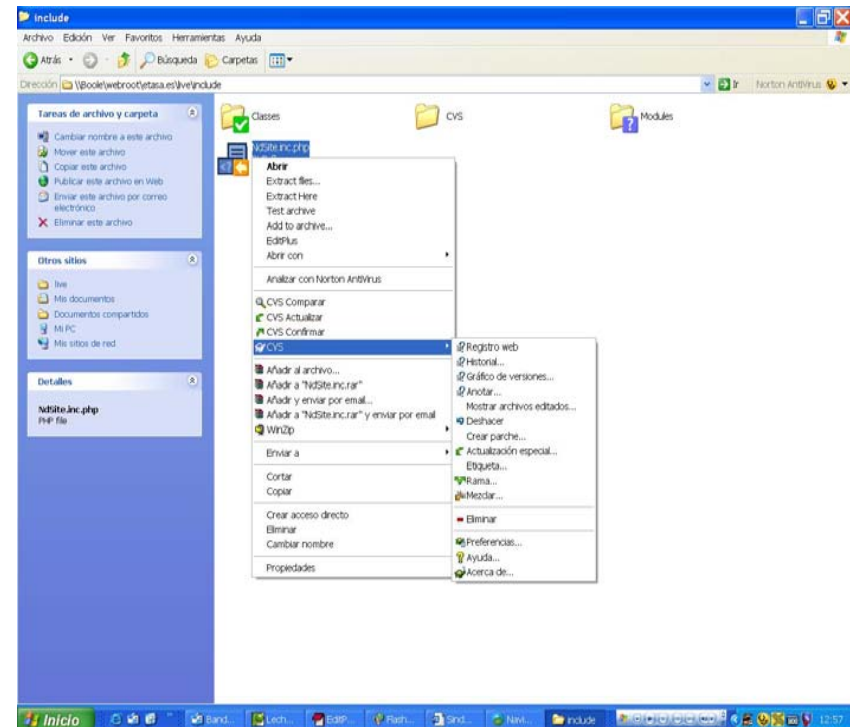 Include
Archivo Edición Ver Favoritos Herramientas Ayuda
Atrás Búsqueda Carpetas
Dirección \\Boole\webroot\etasa.es\live\include Ir Norton AntiVirus
Tareas de archivo y carpeta
Cambiar nombre a este archivo
Mover este archivo
Copiar este archivo
Publicar este archivo en Web
Enviar este archivo por correo
electrónico
Eliminar este archivo
Otros sitios
live
Mis documentos
Documentos compartidos
Mi PC
Mis sitios de red
Detalles
NdSite.inc.php
PHP file
Classes
CVS
Modules
NdSite.inc.php
Abrir
Extract files...
Extract Here
Test archive
Add to archive...
EditPlus
Abrir con
Analizar con Norton AntiVirus
CVS Comparar
CVS Actualizar
CVS Confirmar
CVS
Añadir al archivo...
Añadir a "NdSite.inc.rar"
Añadir y enviar por email...
Añadir a "NdSite.inc.rar" y enviar por email
WinZip
Enviar a
Cortar
Copiar
Crear acceso directo
Eliminar
Cambiar nombre
Propiedades
Registro web
Historial...
Gráfico de versiones...
Anotar...
Mostrar archivos editados...
Deshacer
Crear parche...
Actualización especial...
Etiqueta...
Rama...
Mezclar...
Eliminar
Preferencias...
Ayuda...
Acerca de...
Inicio Band... Lech... EditP... Flash... Sind... Navi... include 12:57